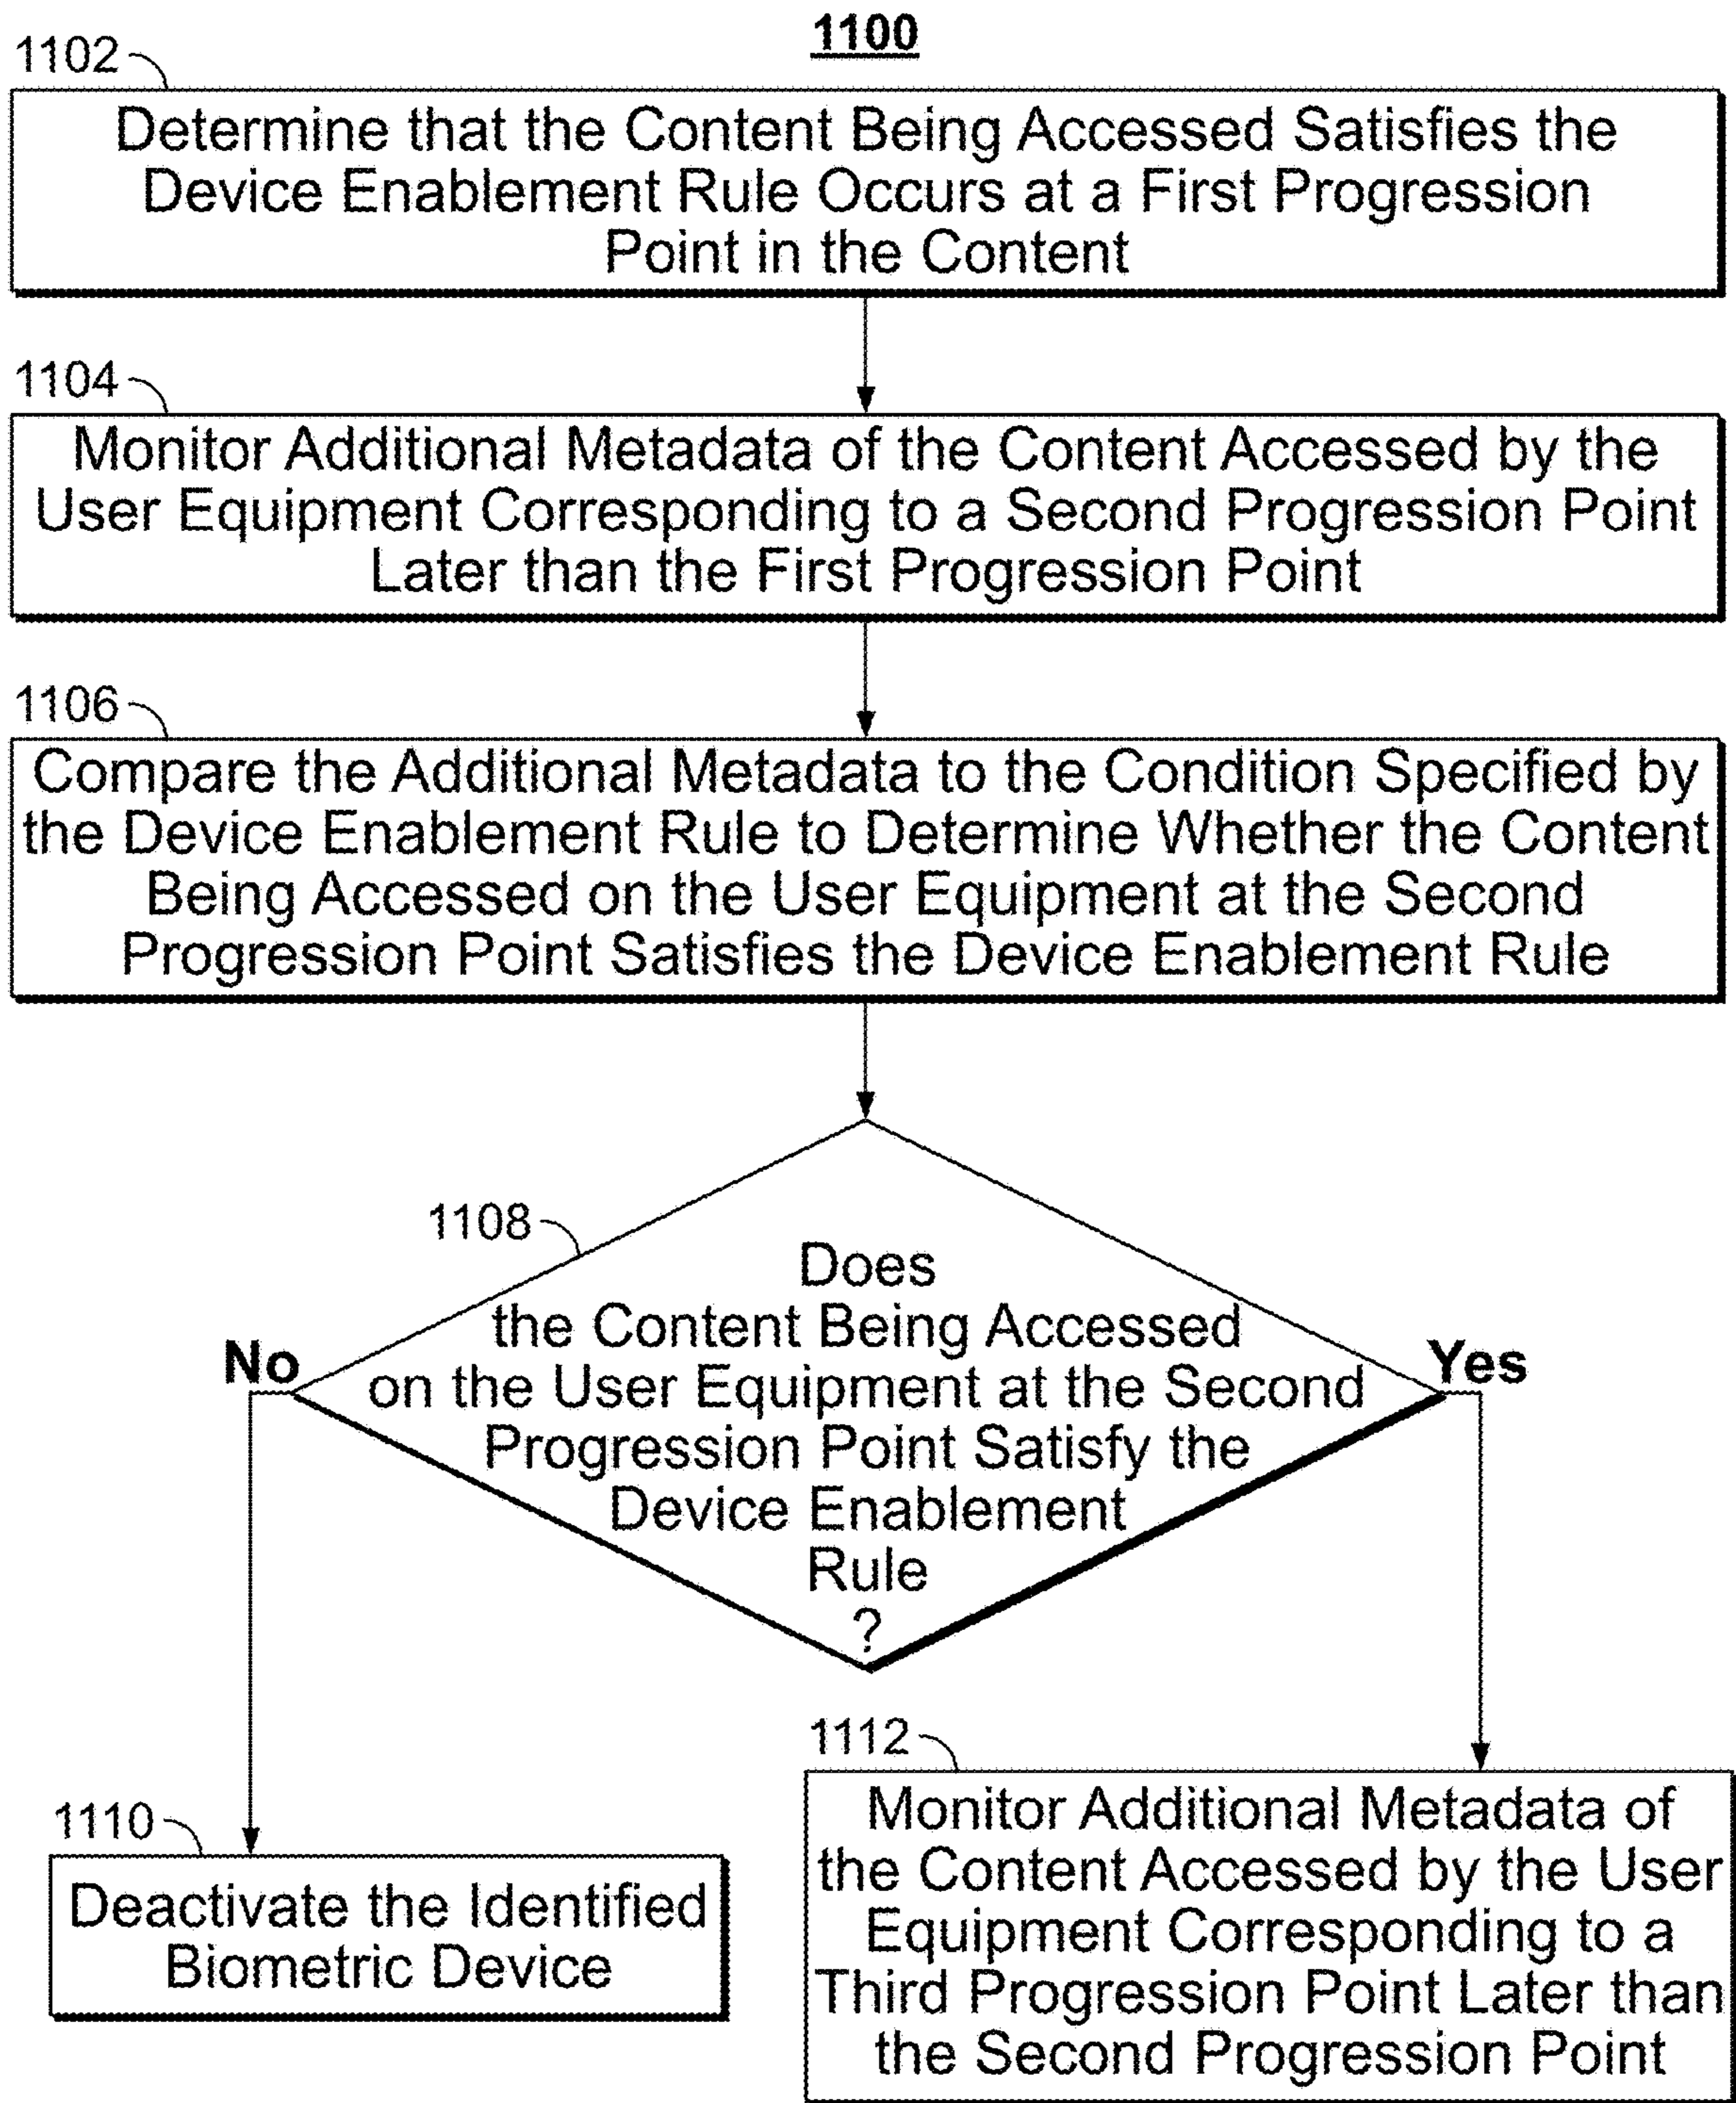 1100
1102
Determine that the Content Being Accessed Satisfies the
Device Enablement Rule Occurs at a First Progression
Point in the Content
1104
Monitor Additional Metadata of the Content Accessed by the
User Equipment Corresponding to a Second Progression Point
Later than the First Progression Point
1106
Compare the Additional Metadata to the Condition Specified by
the Device Enablement Rule to Determine Whether the Content
Being Accessed on the User Equipment at the Second
Progression Point Satisfies the Device Enablement Rule
1108
Does
the Content Being Accessed
on the User Equipment at the Second
Progression Point Satisfy the
Device Enablement
Rule
?
No
Yes
1110
Deactivate the Identified
Biometric Device
1112
Monitor Additional Metadata of
the Content Accessed by the User
Equipment Corresponding to a
Third Progression Point Later than
the Second Progression Point